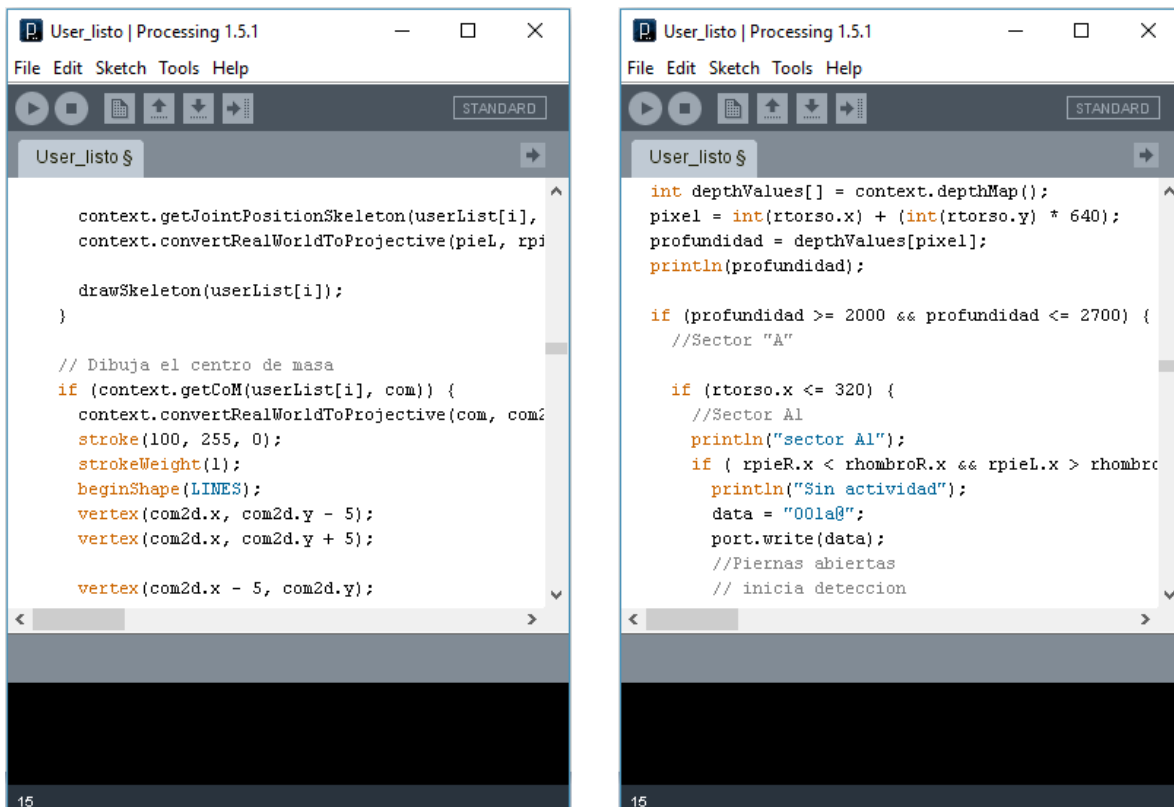 User_listo | Processing 1.5.1
File Edit Sketch Tools Help
STANDARD
User_listo §
context.getJointPositionSkeleton(userList[i],
context.convertRealWorldToProjective(pieL, rpi
drawSkeleton(userList[i]);
}
// Dibuja el centro de masa
if (context.getCoM(userList[i], com)) {
context.convertRealWorldToProjective(com, com2
stroke(100, 255, 0);
strokeWeight(1);
beginShape(LINES);
vertex(com2d.x, com2d.y - 5);
vertex(com2d.x, com2d.y + 5);
vertex(com2d.x - 5, com2d.y);
15
User_listo | Processing 1.5.1
File Edit Sketch Tools Help
STANDARD
User_listo §
int depthValues[] = context.depthMap();
pixel = int(rtorso.x) + (int(rtorso.y) * 640);
profundidad = depthValues[pixel];
println(profundidad);
if (profundidad >= 2000 && profundidad <= 2700) {
//Sector "A"
if (rtorso.x <= 320) {
//Sector A1
println("sector A1");
if ( rpieR.x < rhombroR.x && rpieL.x > rhombro
println("Sin actividad");
data = "001a@";
port.write(data);
//Piernas abiertas
// inicia deteccion
15